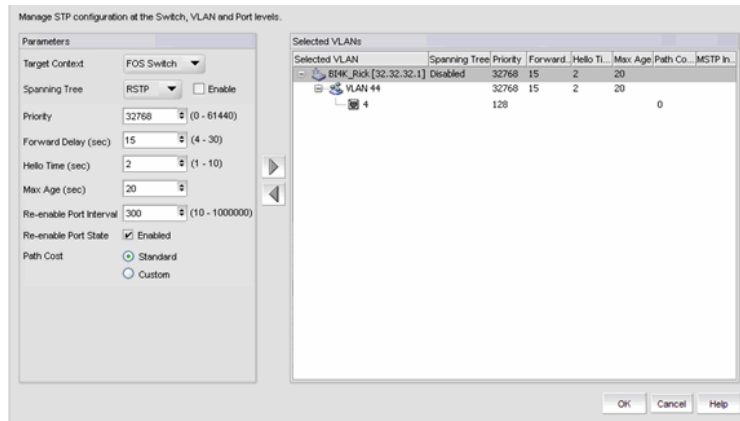 Manage STP configuration at the Switch, VLAN and Port levels.
Parameters
Target Context FOS Switch
Spanning Tree RSTP Enable
Priority 32768 (0 - 61440)
Forward Delay (sec) 15 (4 - 30)
Hello Time (sec) 2 (1 - 10)
Max Age (sec) 20
Re-enable Port Interval 300 (10 - 1000000)
Re-enable Port State Enabled
Path Cost Standard
Custom
Selected VLANs
Selected VLAN Spanning Tree Priority Forward... Hello Ti... Max Age Path Co... MSTP In...
BI4K_Rick [32.32.32.1] Disabled 32768 15 2 20
VLAN 44 32768 15 2 20
4 128 0
OK Cancel Help